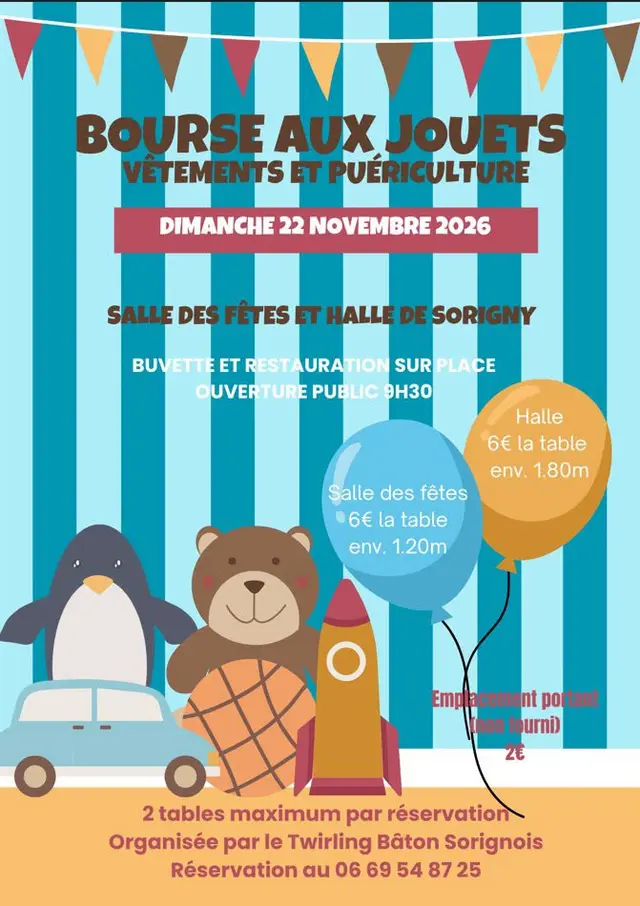 BOURSE AUX JOUETS
VÊTEMENTS ET PUÉRICULTURE
DIMANCHE 22 NOVEMBRE 2026
SALLE DES FÊTES ET HALLE DE SORIGNY
BUVETTE ET RESTAURATION SUR PLACE
OUVERTURE PUBLIC 9H30
Halle
6€ la table
env. 1.80m
Salle des fêtes
6€ la table
env. 1.20m
Emplacement portant
(non fourni)
2€
2 tables maximum par réservation
Organisée par le Twirling Bâton Sorignois
Réservation au 06 69 54 87 25